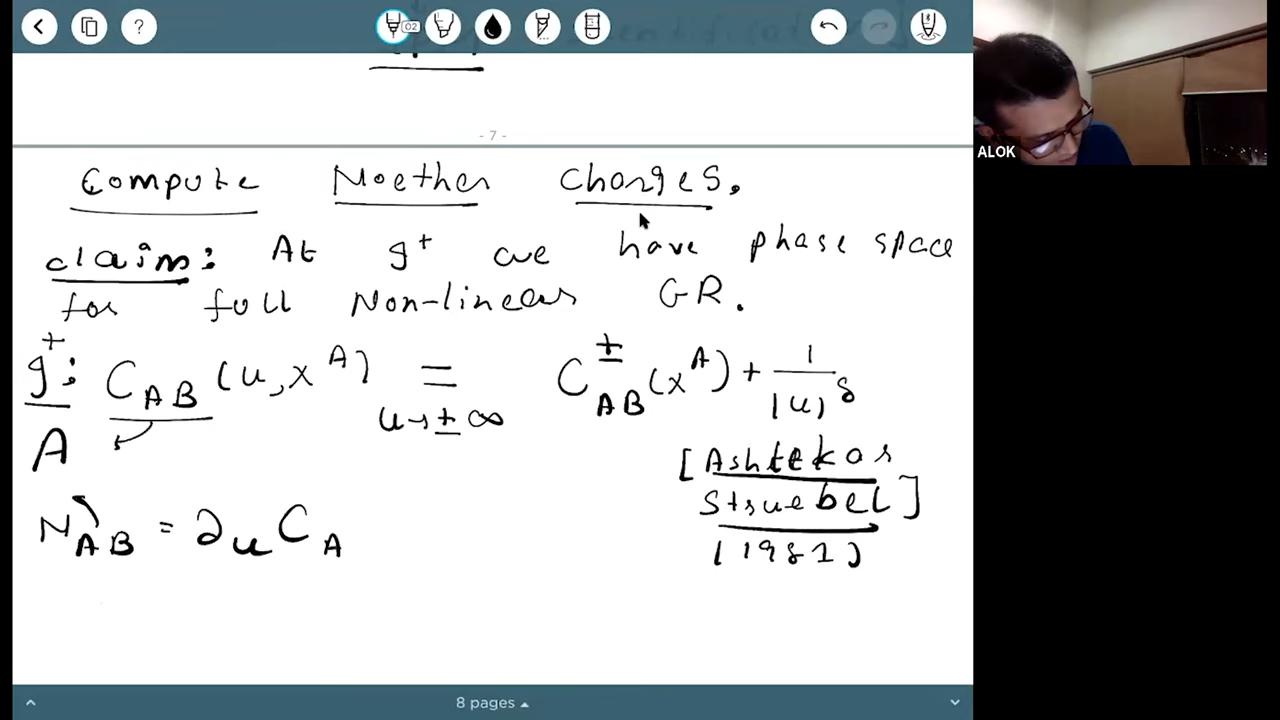 ?
02
- 7 -
Compute Noether Charges.
claim: At g⁺ we have phase space
for full Non-linear GR.
g⁺: C_AB (u, x^A) = C^±_AB (x^A) + 1/|u|^δ
u→±∞
A
[Ashtekar
Struebel]
(1981)
N_AB = ∂_u C_A
ALOK
8 pages